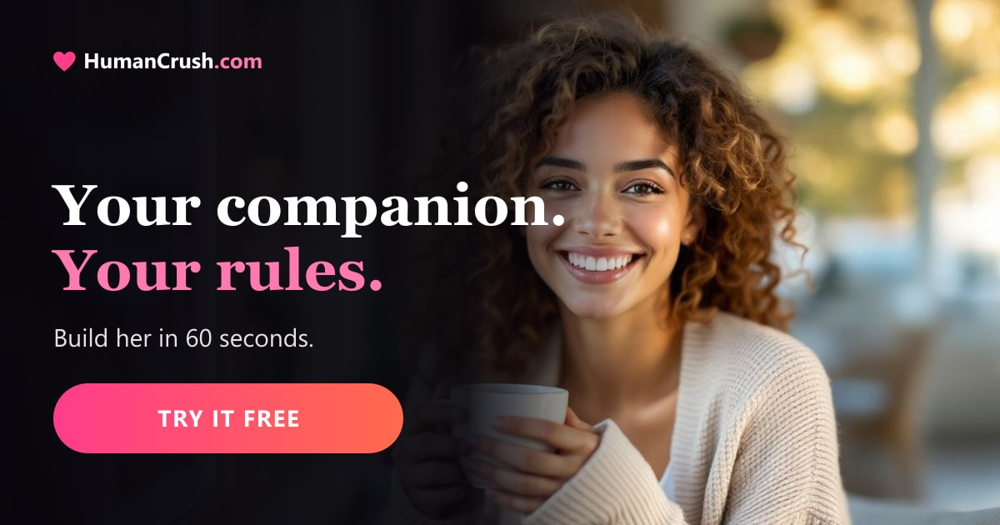 HumanCrush.com
Your companion.
Your rules.
Build her in 60 seconds.
TRY IT FREE